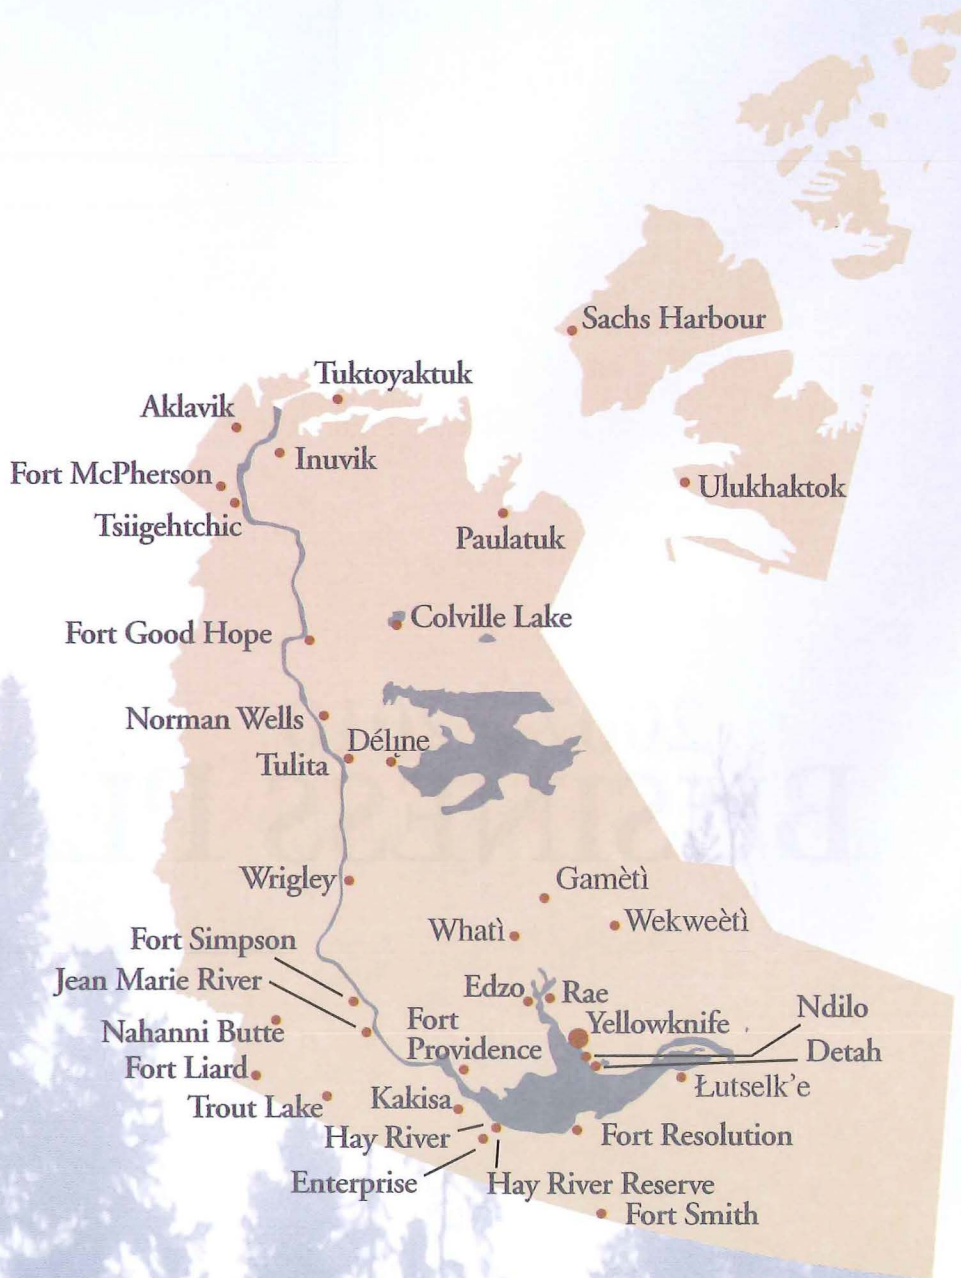 Sachs Harbour
Tuktoyaktuk
Aklavik
Inuvik
Fort McPherson
Ulukhaktok
Tsiigehtchic
Paulatuk
Colville Lake
Fort Good Hope
Norman Wells
Délįne
Tulita
Wrigley
Gamètì
Wekweètì
Whatì
Fort Simpson
Jean Marie River
Edzo
Rae
Ndilo
Nahanni Butte
Fort
Providence
Yellowknife
Detah
Fort Liard
Łutselk'e
Trout Lake
Kakisa
Hay River
Fort Resolution
Enterprise
Hay River Reserve
Fort Smith